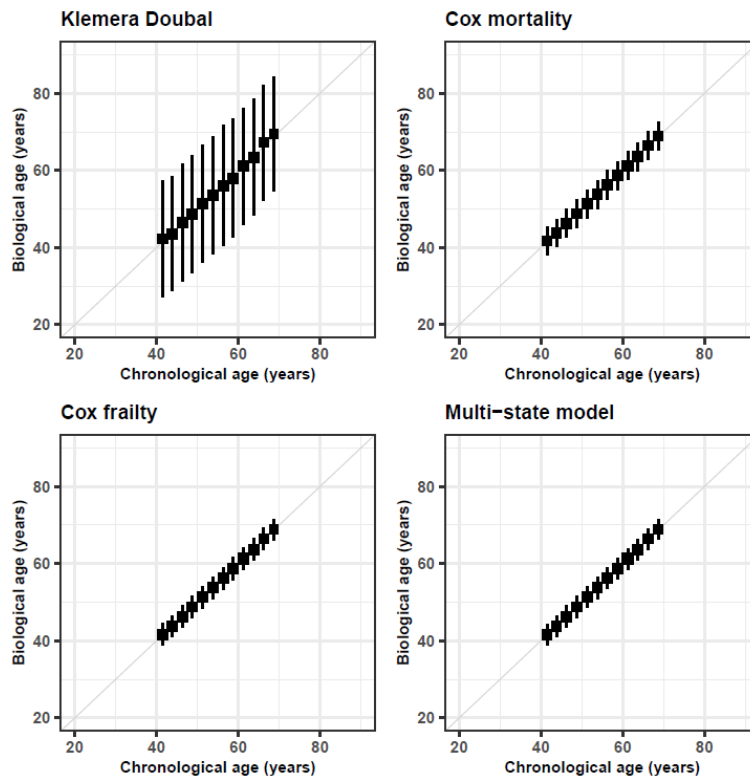 Klemera Doubal
Biological age (years)
80
60
40
20
20 40 60 80
Chronological age (years)
Cox mortality
Biological age (years)
80
60
40
20
20 40 60 80
Chronological age (years)
Cox frailty
Biological age (years)
80
60
40
20
20 40 60 80
Chronological age (years)
Multi−state model
Biological age (years)
80
60
40
20
20 40 60 80
Chronological age (years)